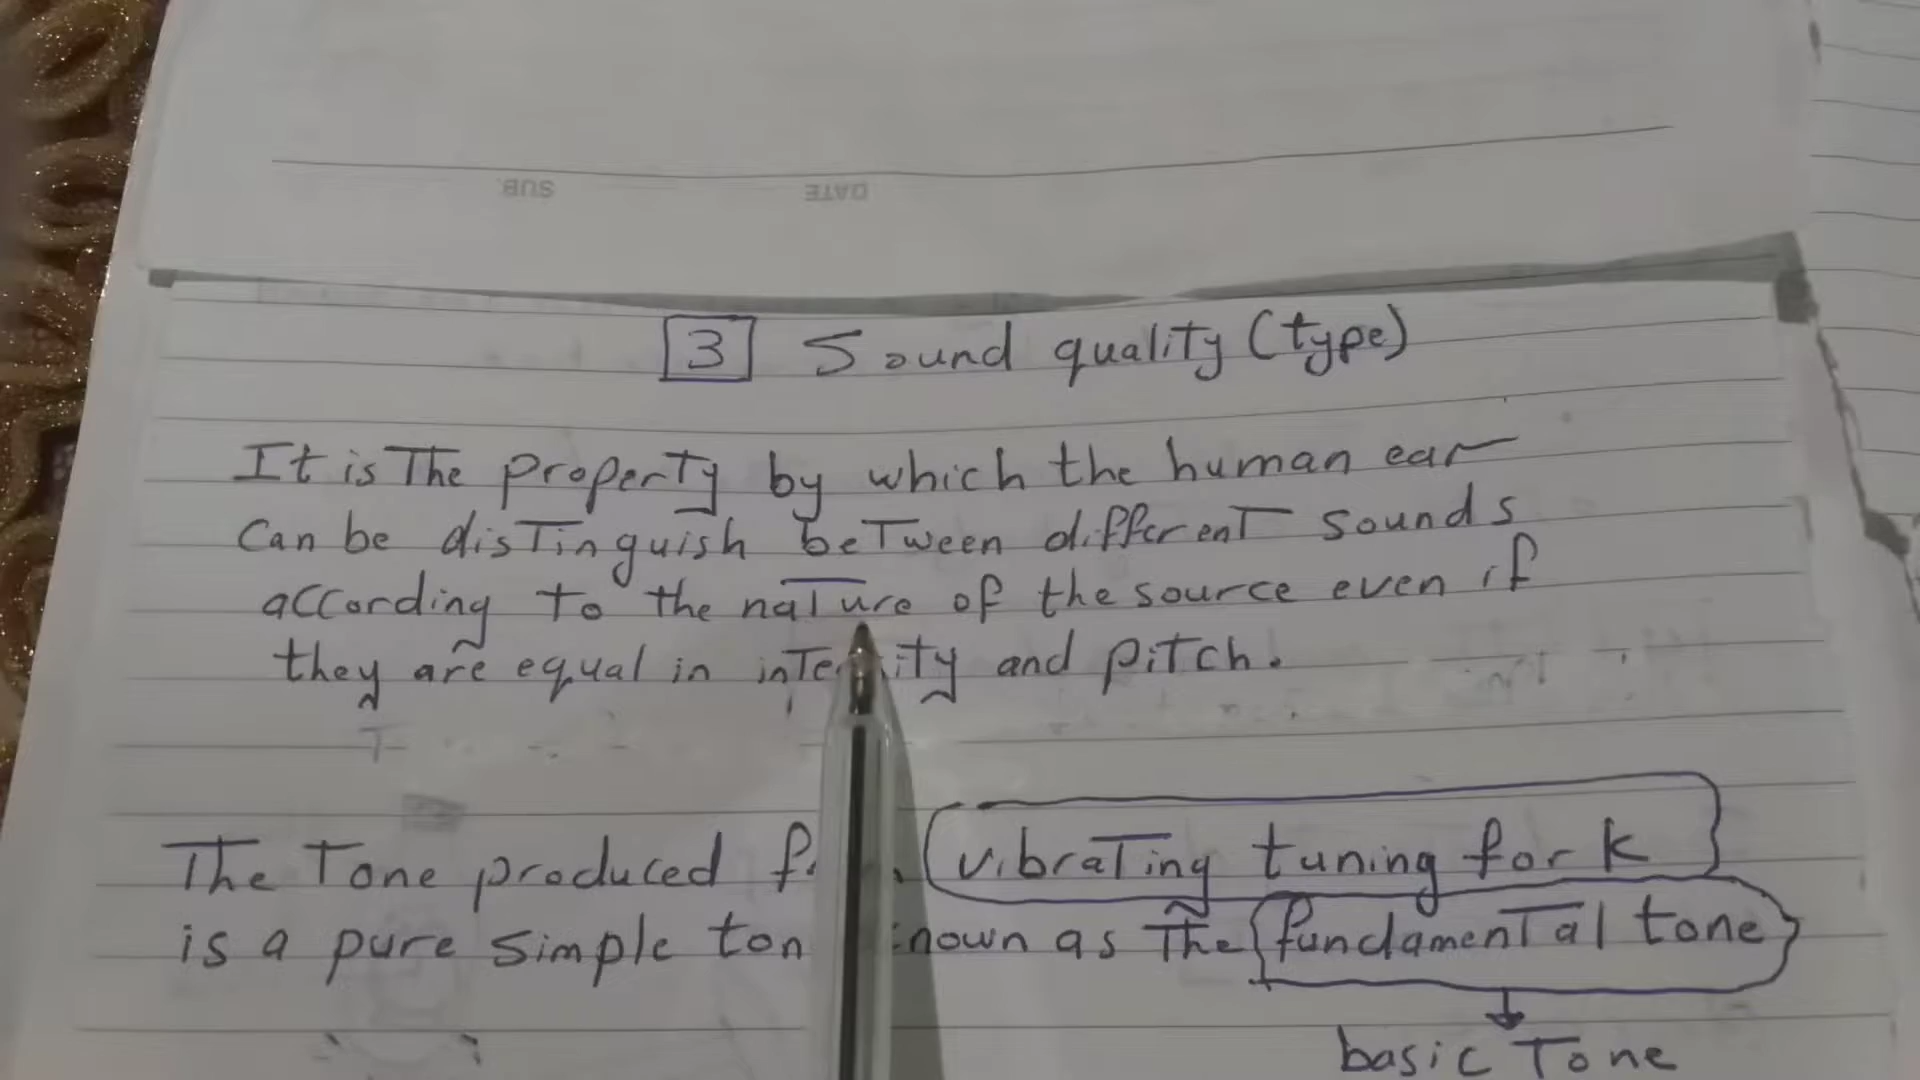 SUB.
DATE
3 Sound quality (type)
It is The property by which the human ear
Can be distinguish between different sounds
according to the nature of the source even if
they are equal in and pitch.
The Tone produced vibrating tuning fork
is a pure simple as The fundamental tone
basic Tone